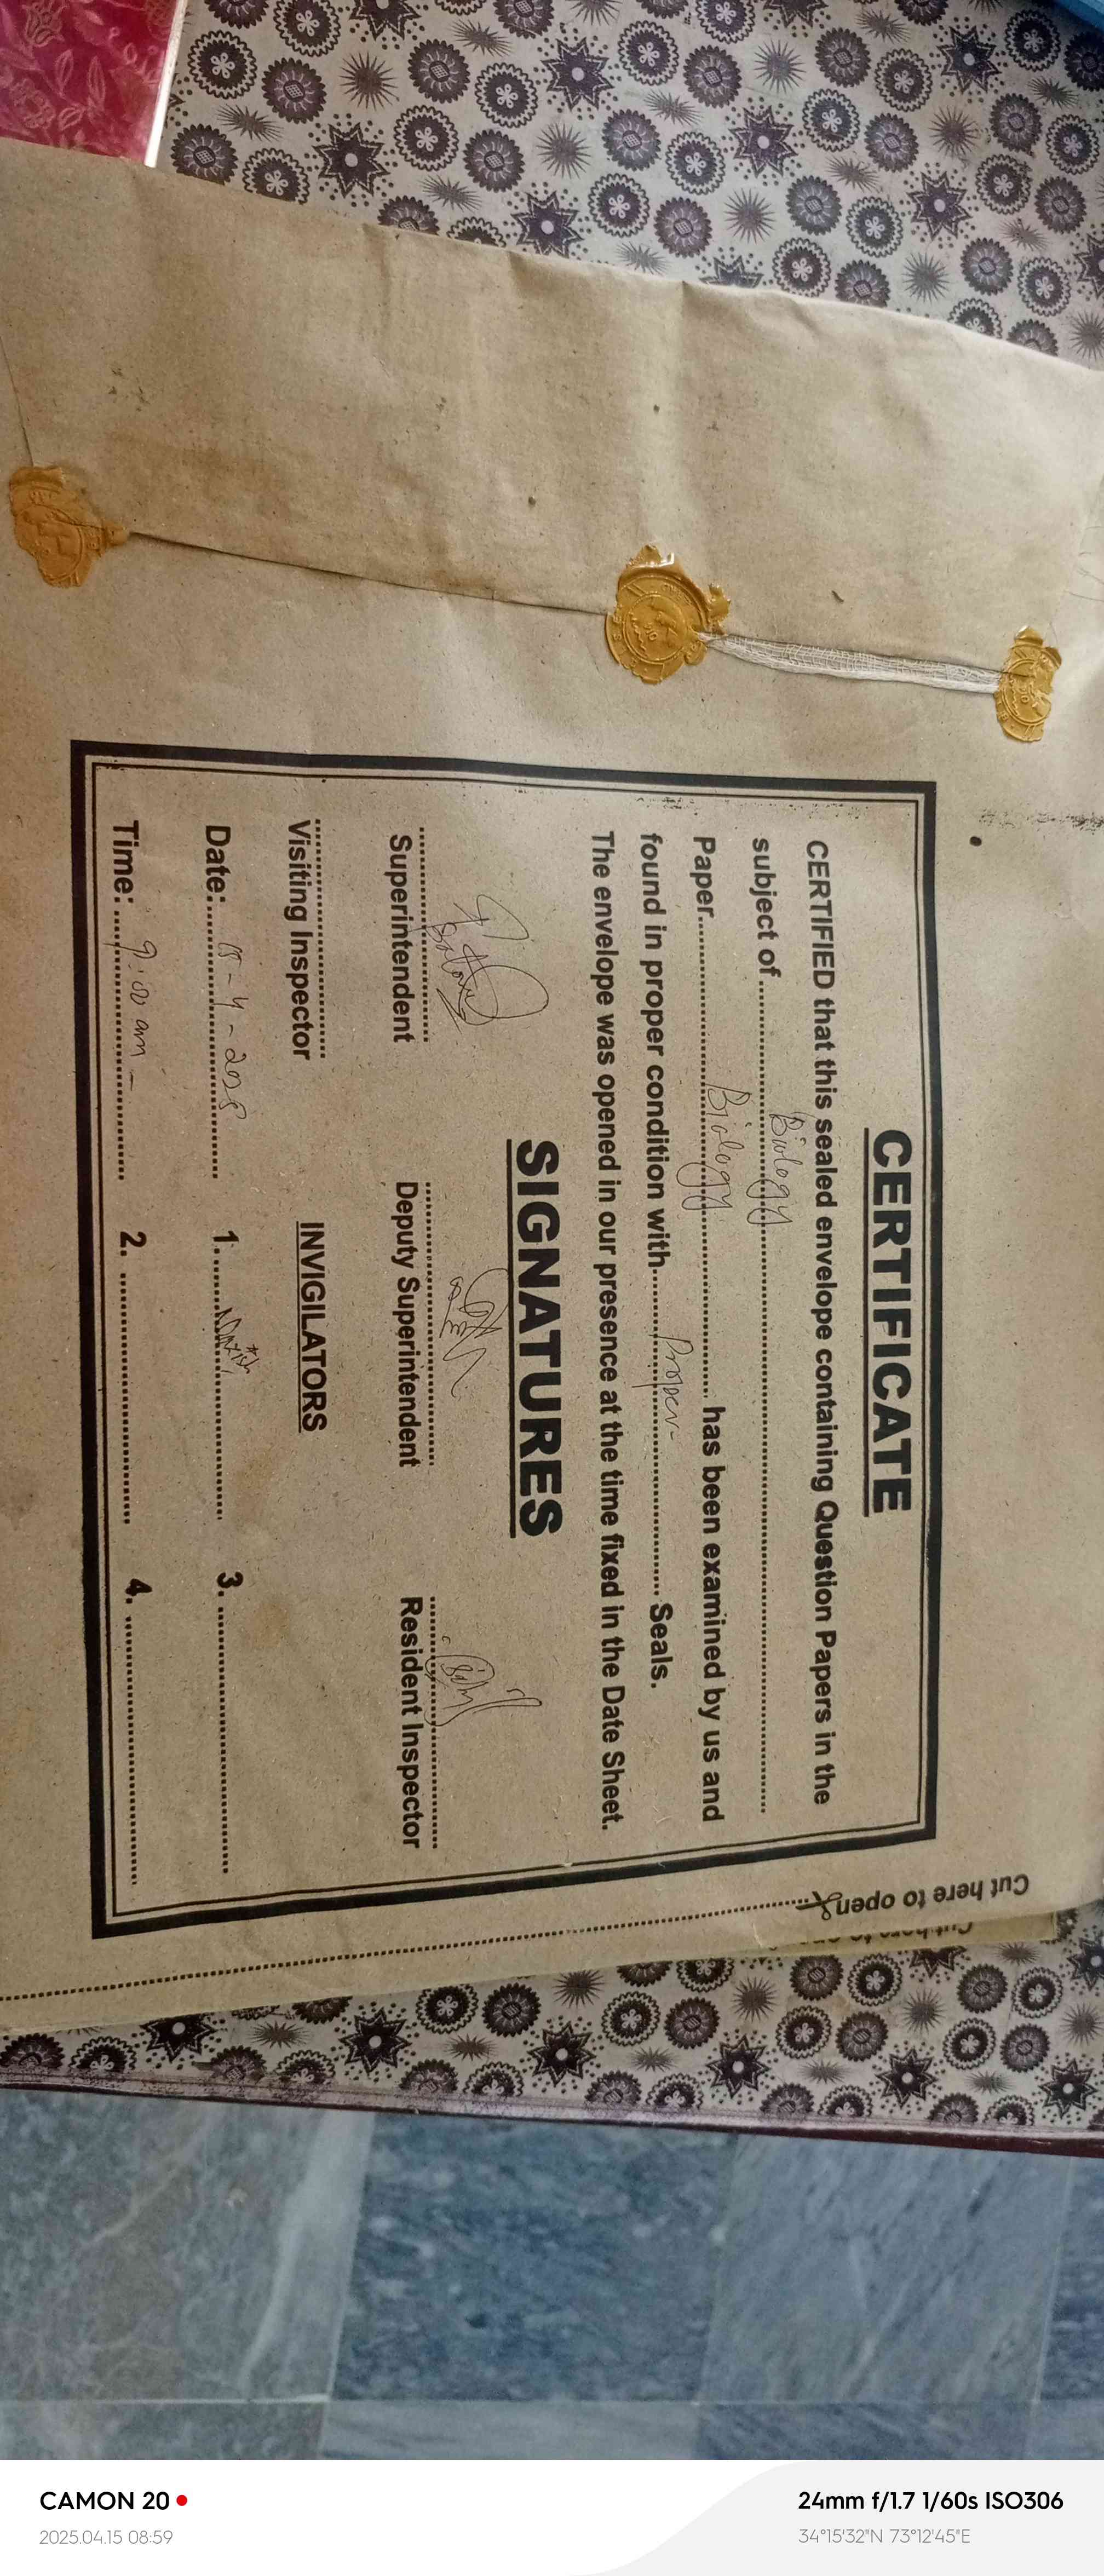 CERTIFICATE
CERTIFIED that this sealed envelope containing Question Papers in the
subject of ........ Biology ........
Paper ........ Biology ........ has been examined by us and
found in proper condition with ........ Proper ........ Seals.
The envelope was opened in our presence at the time fixed in the Date Sheet.
SIGNATURES
Superintendent Deputy Superintendent Resident Inspector
Visiting Inspector INVIGILATORS
Date: ........ 1. ........ 3. ........
Time: ........ 9:00 am ........ 2. ........ 4. ........
Cut here to open
CAMON 20
2025.04.15 08:59
24mm f/1.7 1/60s ISO306
34°15'32"N 73°12'45"E